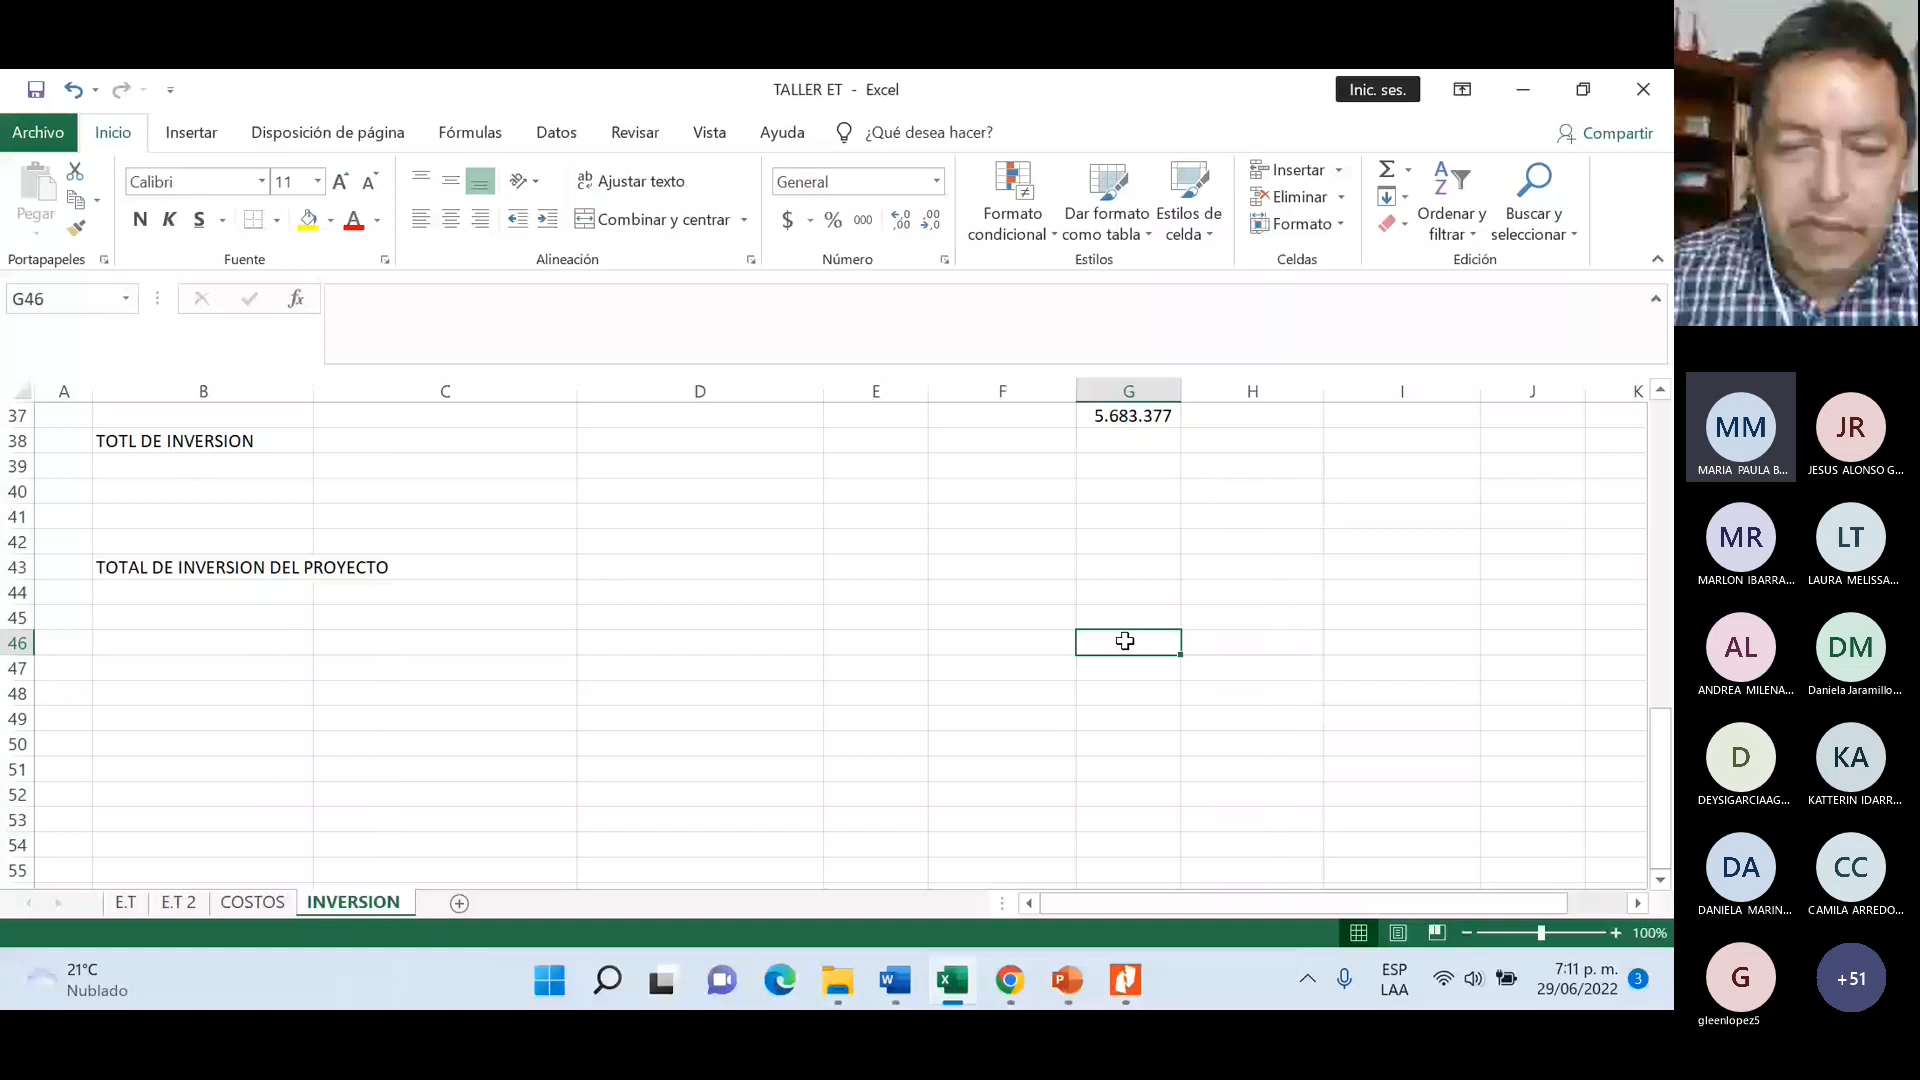 TALLER ET - Excel
Inic. ses.
Archivo Inicio Insertar Disposición de página Fórmulas Datos Revisar Vista Ayuda ¿Qué desea hacer? Compartir
Pegar
Portapapeles
Calibri 11
N K S
Fuente
Ajustar texto
Combinar y centrar
Alineación
General
$ % 000
Número
Formato condicional
Dar formato como tabla
Estilos de celda
Estilos
Insertar
Eliminar
Formato
Celdas
Ordenar y filtrar
Buscar y seleccionar
Edición
G46
fx
A B C D E F G H I J K
37 5.683.377
38 TOTL DE INVERSION
39
40
41
42
43 TOTAL DE INVERSION DEL PROYECTO
44
45
46
47
48
49
50
51
52
53
54
55
E.T E.T 2 COSTOS INVERSION
100%
21°C
Nublado
ESP
LAA
7:11 p. m.
29/06/2022
3
MM JR
MARIA PAULA B... JESUS ALONSO G...
MR LT
MARLON IBARRA... LAURA MELISSA...
AL DM
ANDREA MILENA... Daniela Jaramillo...
D KA
DEYSIGARCIAAG... KATTERIN IDARR...
DA CC
DANIELA MARIN... CAMILA ARREDO...
G +51
gleenlopez5